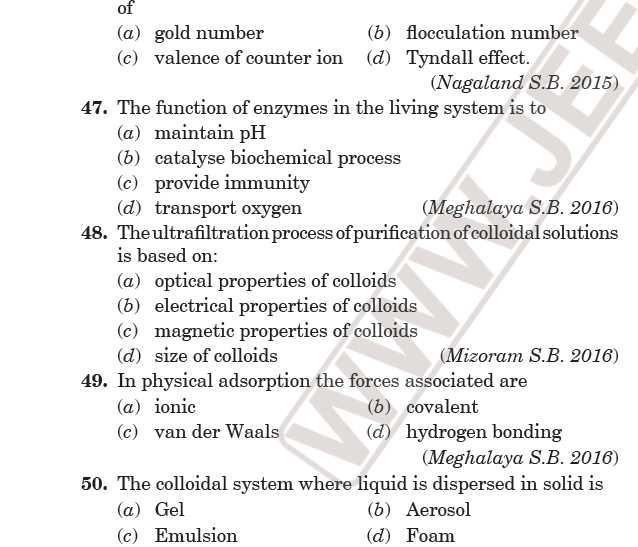 of
(a) gold number (b) flocculation number
(c) valence of counter ion (d) Tyndall effect.
(Nagaland S.B. 2015)
47. The function of enzymes in the living system is to
(a) maintain pH
(b) catalyse biochemical process
(c) provide immunity
(d) transport oxygen (Meghalaya S.B. 2016)
48. The ultrafiltration process of purification of colloidal solutions
is based on:
(a) optical properties of colloids
(b) electrical properties of colloids
(c) magnetic properties of colloids
(d) size of colloids (Mizoram S.B. 2016)
49. In physical adsorption the forces associated are
(a) ionic (b) covalent
(c) van der Waals (d) hydrogen bonding
(Meghalaya S.B. 2016)
50. The colloidal system where liquid is dispersed in solid is
(a) Gel (b) Aerosol
(c) Emulsion (d) Foam
WWW.JEE